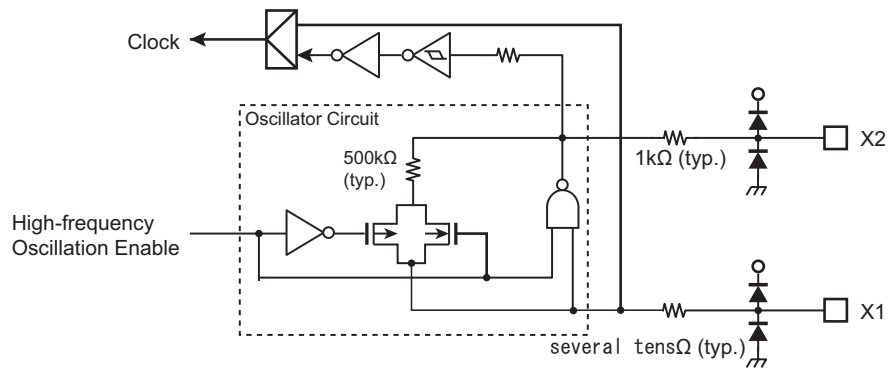 Clock
Oscillator Circuit
500kΩ
(typ.)
1kΩ (typ.)
X2
High-frequency
Oscillation Enable
X1
several tensΩ (typ.)